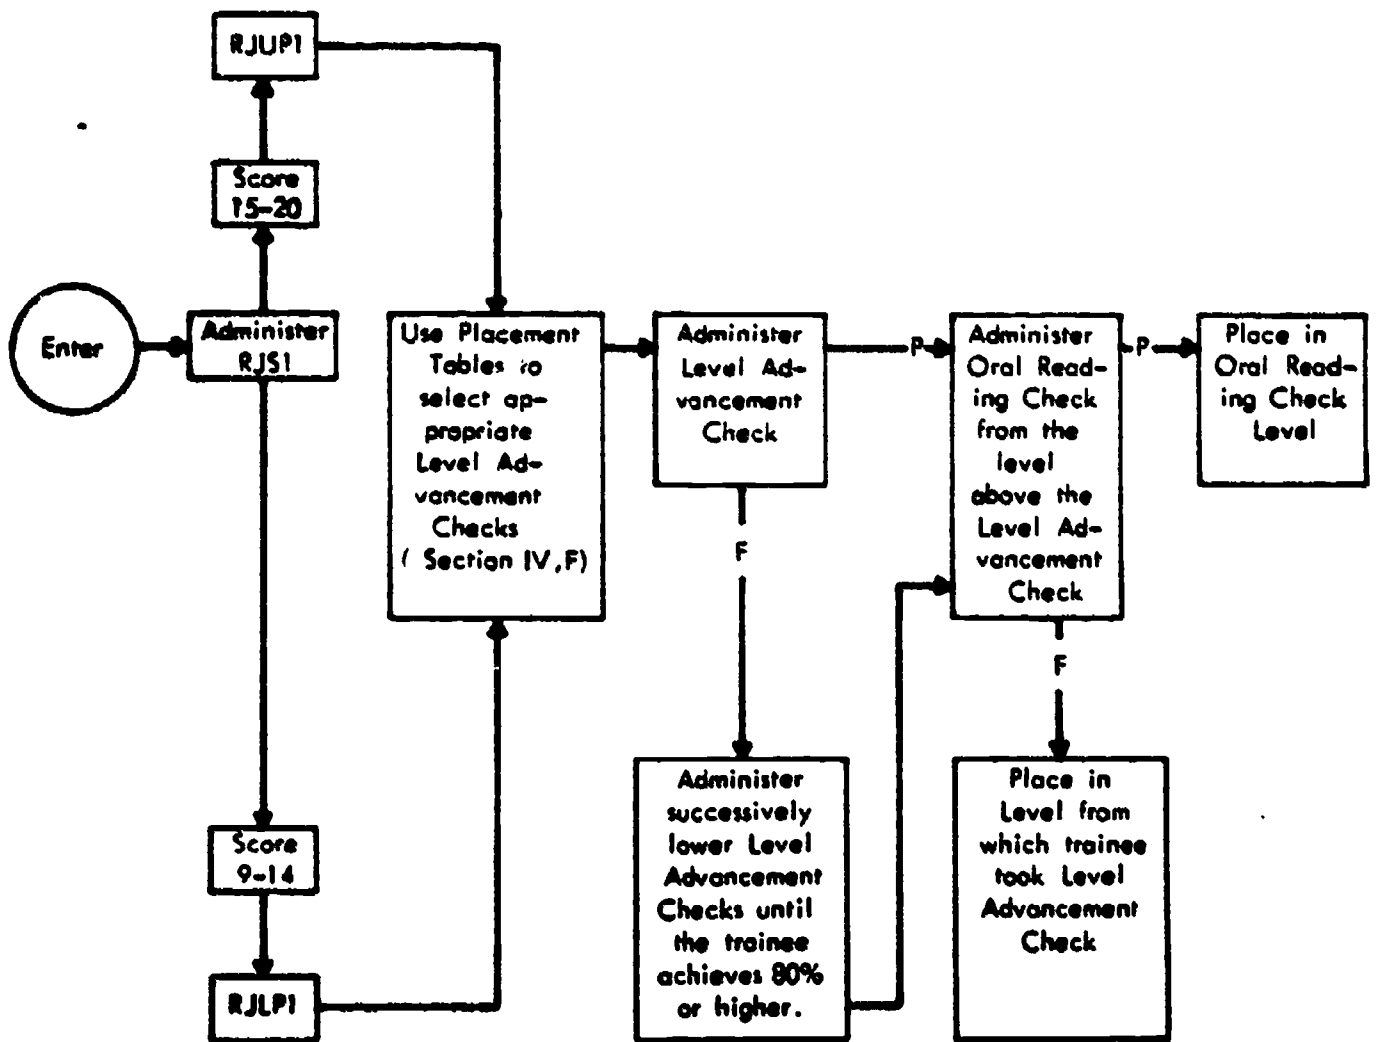 RJUP1
Score
15-20
Enter
Administer
RJS1
Use Placement
Tables to
select ap-
propriate
Level Ad-
vancement
Checks
( Section IV,F)
Administer
Level Ad-
vancement
Check
P
Administer
Oral Read-
ing Check
from the
level
above the
Level Ad-
vancement
Check
P
Place in
Oral Read-
ing Check
Level
F
F
Score
9-14
RJLP1
Administer
successively
lower Level
Advancement
Checks until
the trainee
achieves 80%
or higher.
Place in
Level from
which trainee
took Level
Advancement
Check